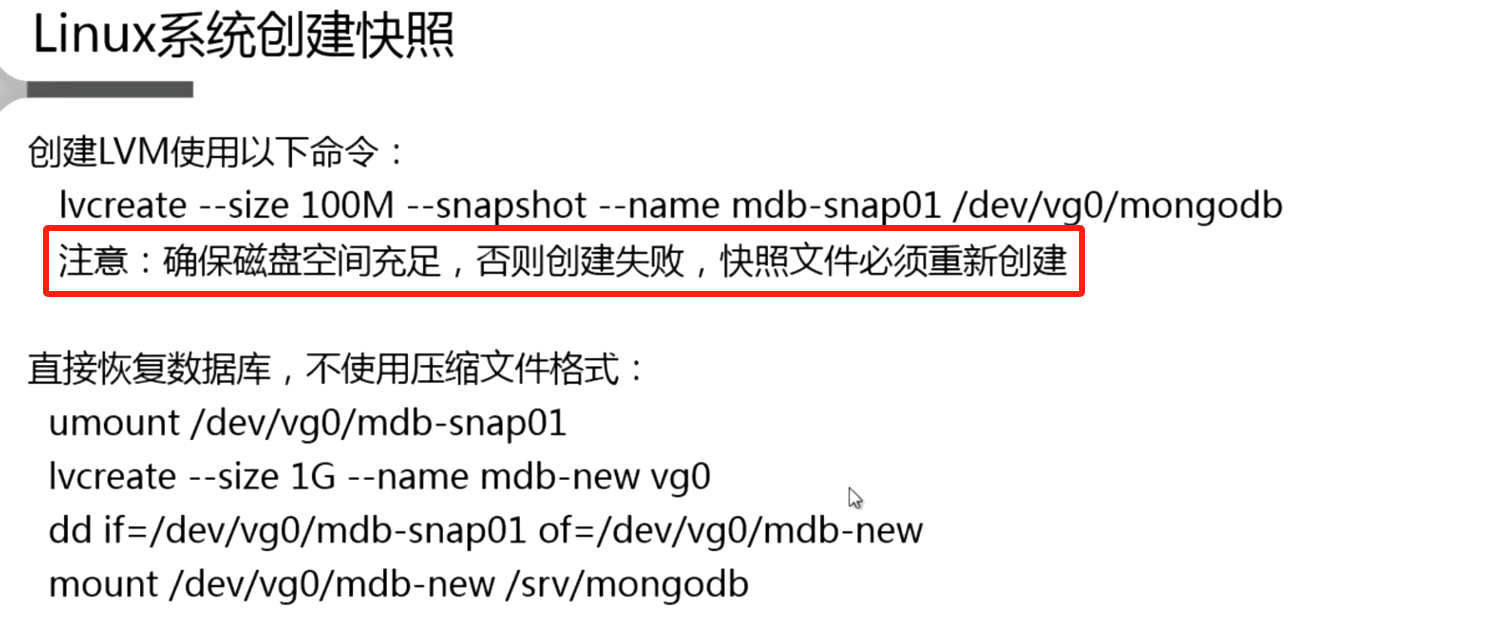 Linux系统创建快照
创建LVM使用以下命令：
lvcreate --size 100M --snapshot --name mdb-snap01 /dev/vg0/mongodb
注意：确保磁盘空间充足，否则创建失败，快照文件必须重新创建
直接恢复数据库，不使用压缩文件格式：
umount /dev/vg0/mdb-snap01
lvcreate --size 1G --name mdb-new vg0
dd if=/dev/vg0/mdb-snap01 of=/dev/vg0/mdb-new
mount /dev/vg0/mdb-new /srv/mongodb